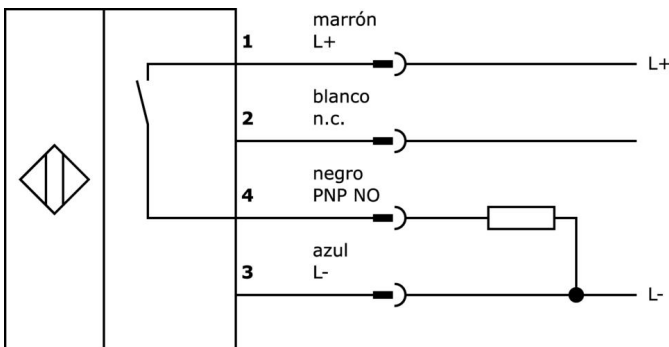 marrón
1 L+
L+
blanco
2 n.c.
negro
4 PNP NO
azul
3 L-
L-